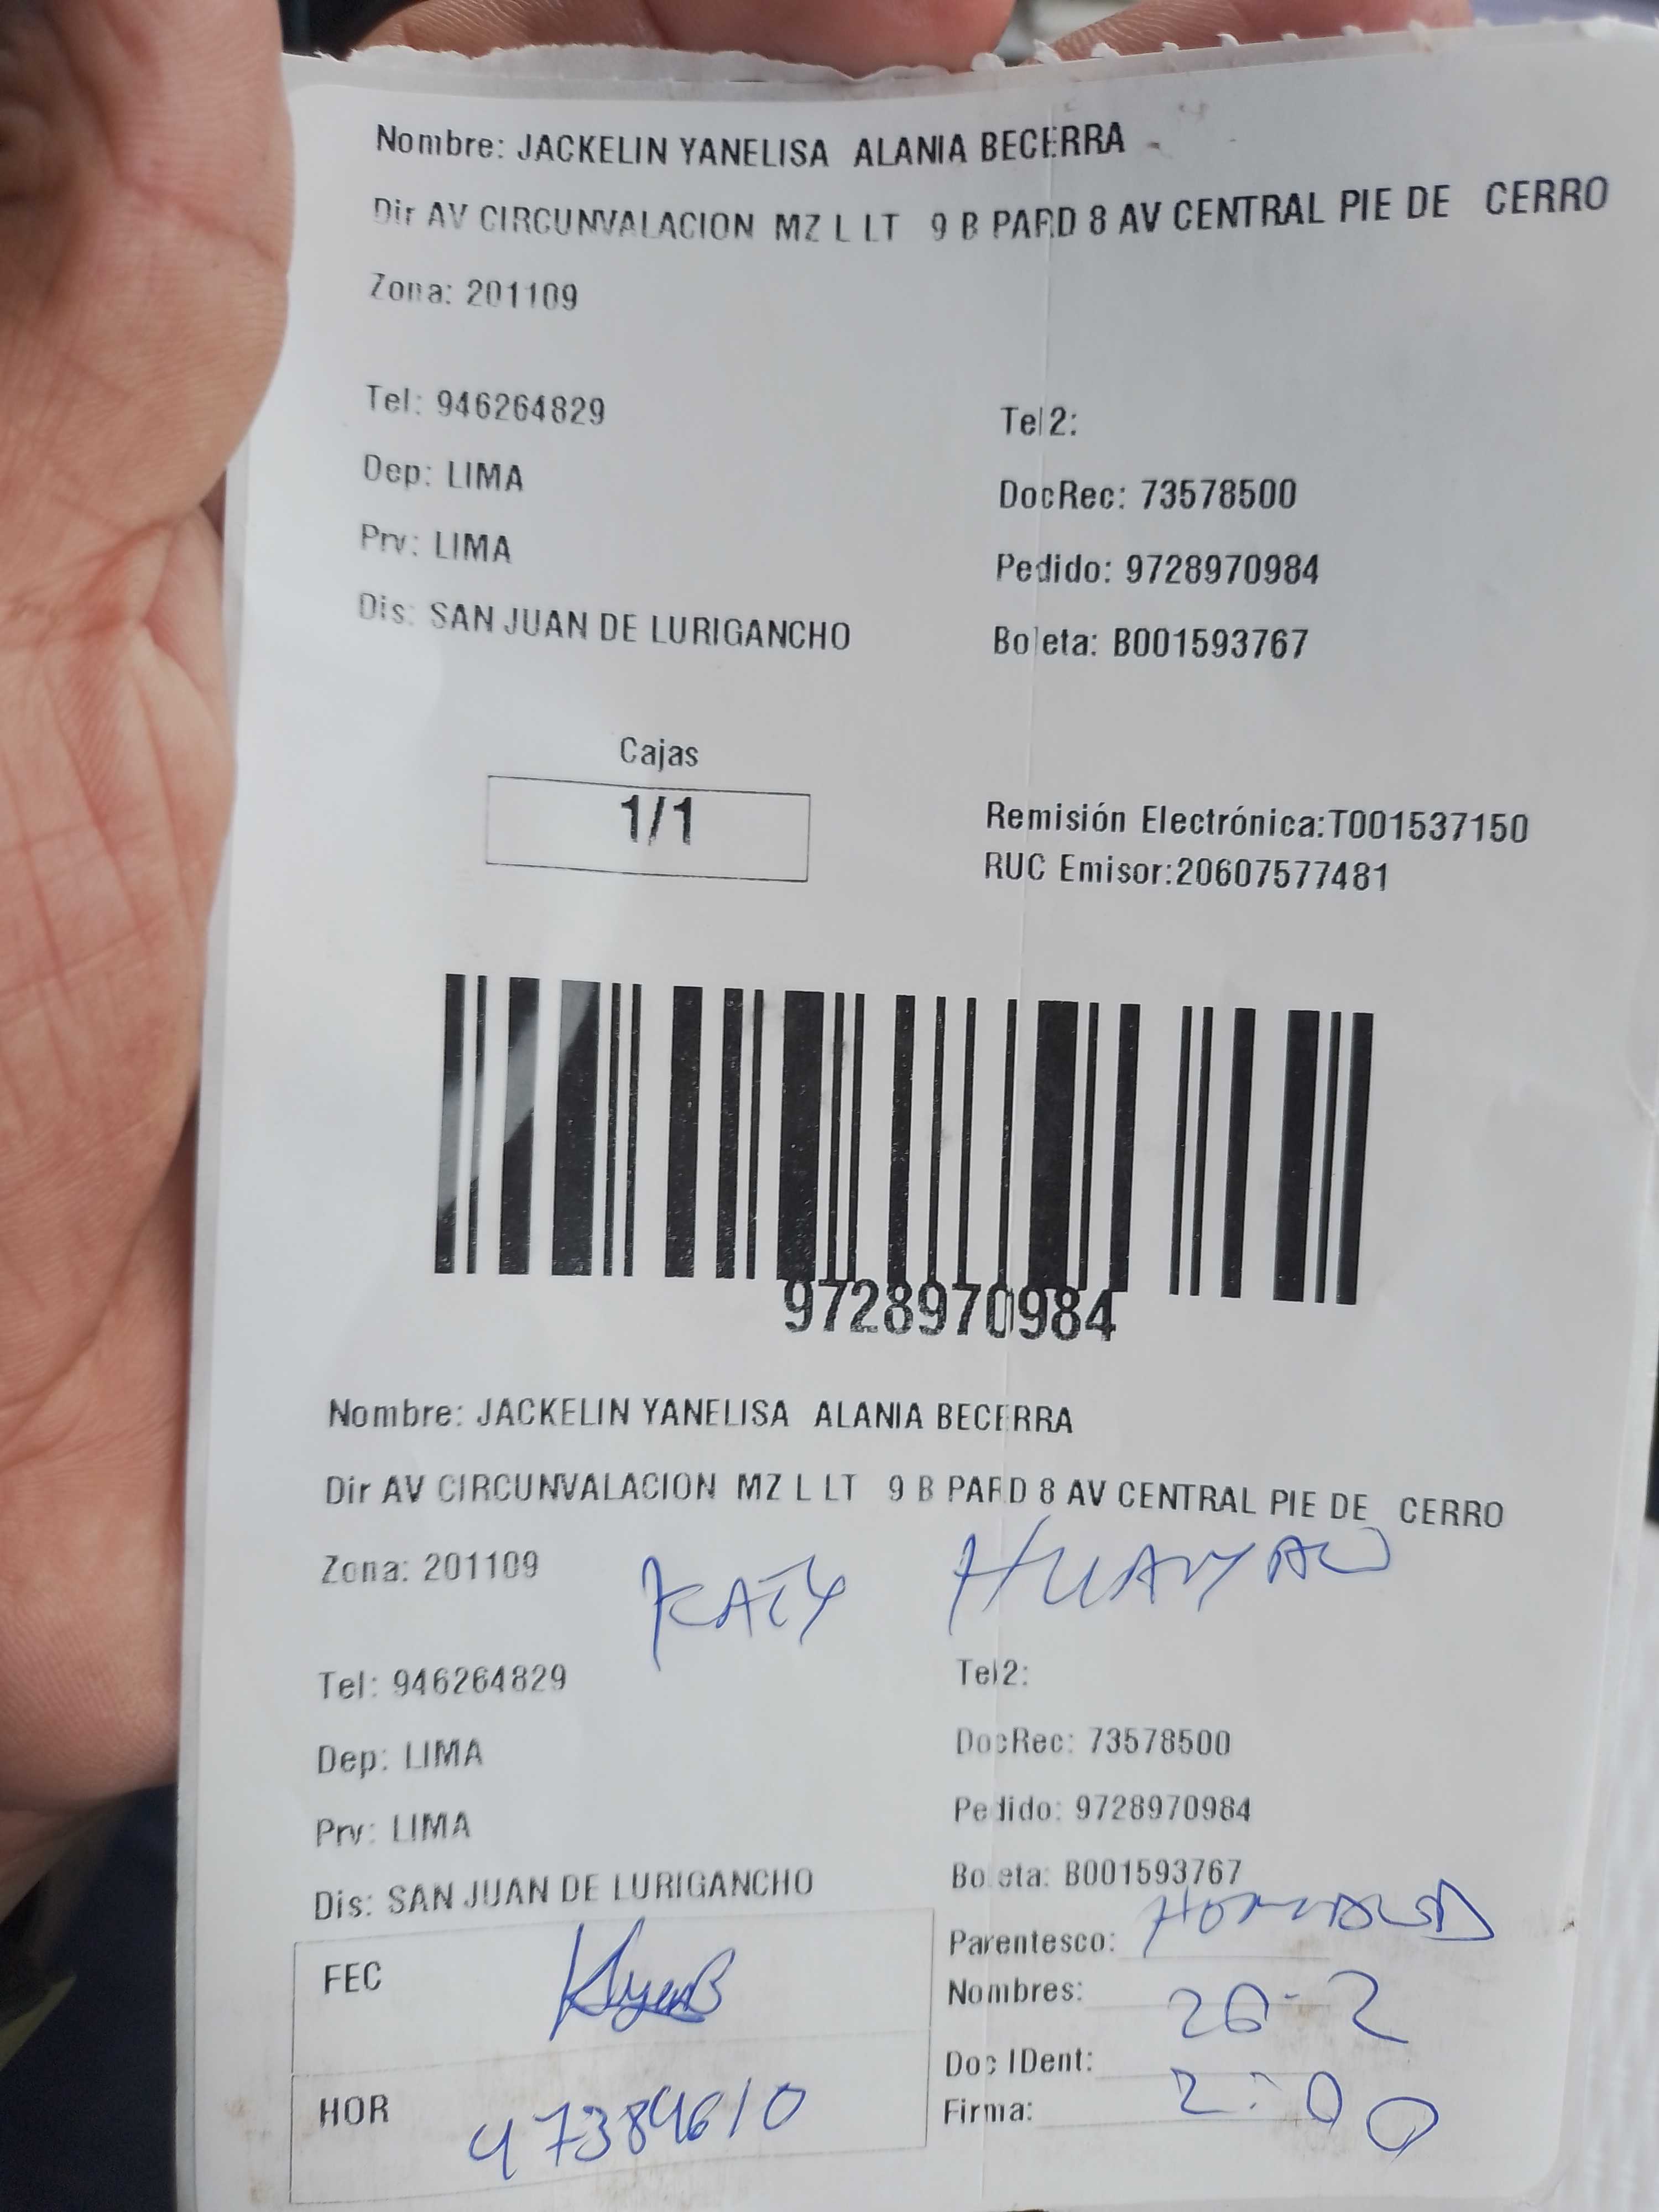 Nombre: JACKELIN YANELISA ALANIA BECERRA
Dir AV CIRCUNVALACION MZ L LT 9 B PARD 8 AV CENTRAL PIE DE CERRO
Zona: 201109
Tel: 946264829 Tel2:
Dep: LIMA DocRec: 73578500
Prv: LIMA Pedido: 9728970984
Dis: SAN JUAN DE LURIGANCHO Boleta: B001593767
Cajas
1/1
Remisión Electrónica:T001537150
RUC Emisor:20607577481
9728970984
Nombre: JACKELIN YANELISA ALANIA BECERRA
Dir AV CIRCUNVALACION MZ L LT 9 B PARD 8 AV CENTRAL PIE DE CERRO
Zona: 201109
KATY
Tel: 946264829 Tel2:
Dep: LIMA DocRec: 73578500
Prv: LIMA Pedido: 9728970984
Dis: SAN JUAN DE LURIGANCHO Boleta: B001593767
FEC Parentesco:
Nombres: 26-2
Doc IDent:
HOR 47384610 Firma: 2:00